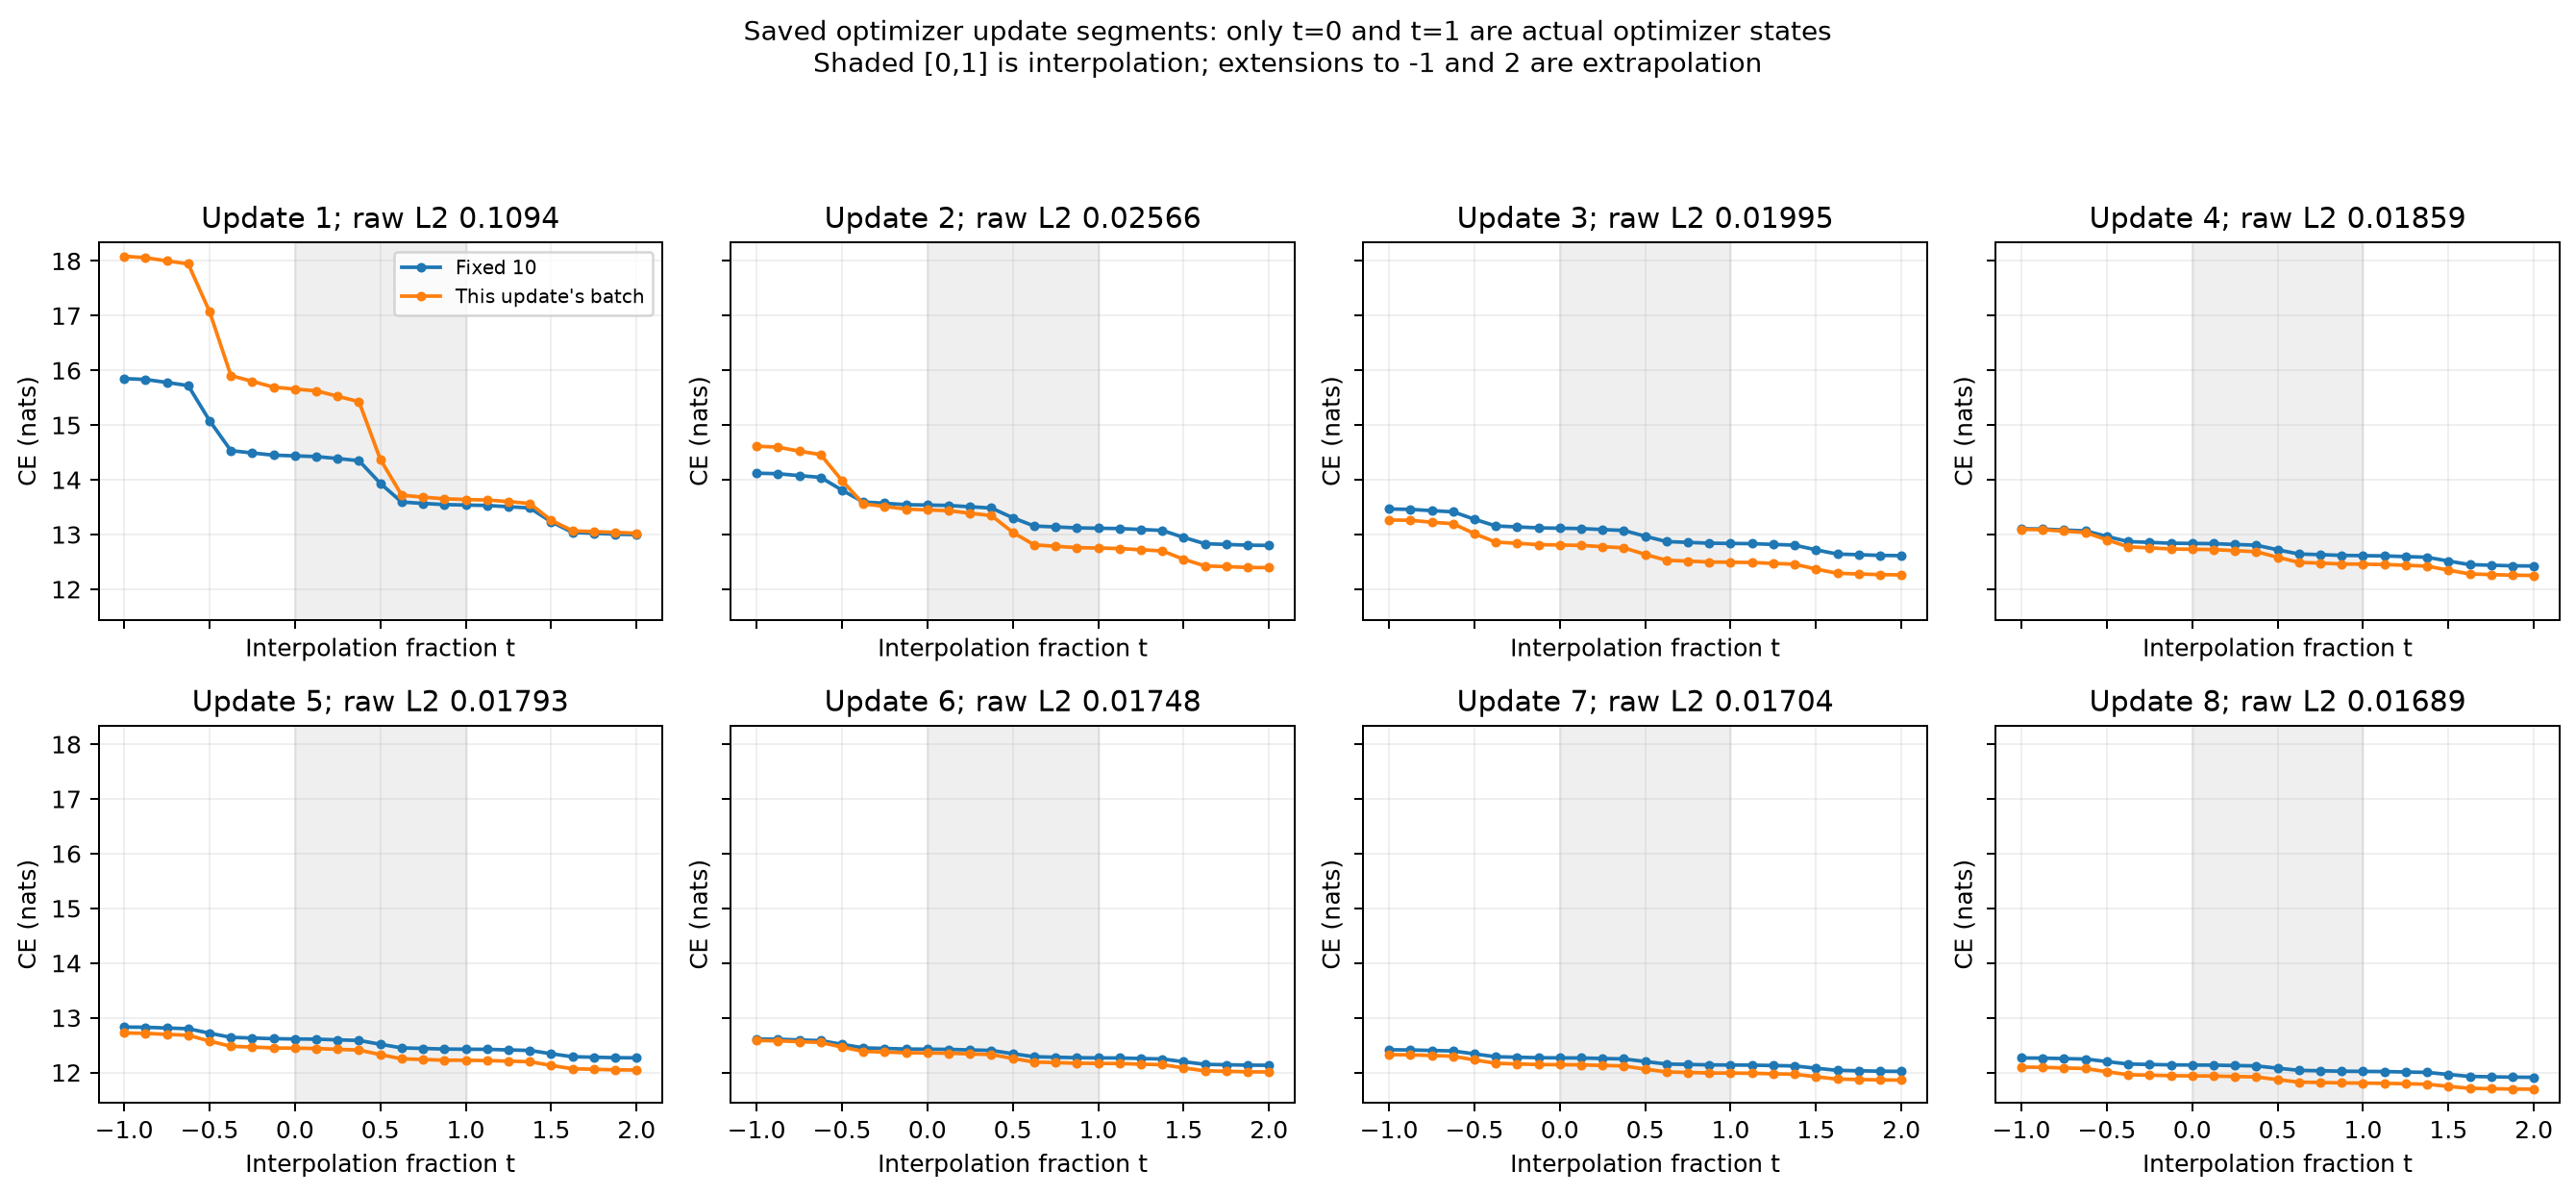 Saved optimizer update segments: only t=0 and t=1 are actual optimizer states
Shaded [0,1] is interpolation; extensions to -1 and 2 are extrapolation
Update 1; raw L2 0.1094
CE (nats)
18
17
16
15
14
13
12
Fixed 10
This update's batch
Interpolation fraction t
Update 2; raw L2 0.02566
CE (nats)
Interpolation fraction t
Update 3; raw L2 0.01995
CE (nats)
Interpolation fraction t
Update 4; raw L2 0.01859
CE (nats)
Interpolation fraction t
Update 5; raw L2 0.01793
CE (nats)
18
17
16
15
14
13
12
−1.0 −0.5 0.0 0.5 1.0 1.5 2.0
Interpolation fraction t
Update 6; raw L2 0.01748
CE (nats)
−1.0 −0.5 0.0 0.5 1.0 1.5 2.0
Interpolation fraction t
Update 7; raw L2 0.01704
CE (nats)
−1.0 −0.5 0.0 0.5 1.0 1.5 2.0
Interpolation fraction t
Update 8; raw L2 0.01689
CE (nats)
−1.0 −0.5 0.0 0.5 1.0 1.5 2.0
Interpolation fraction t